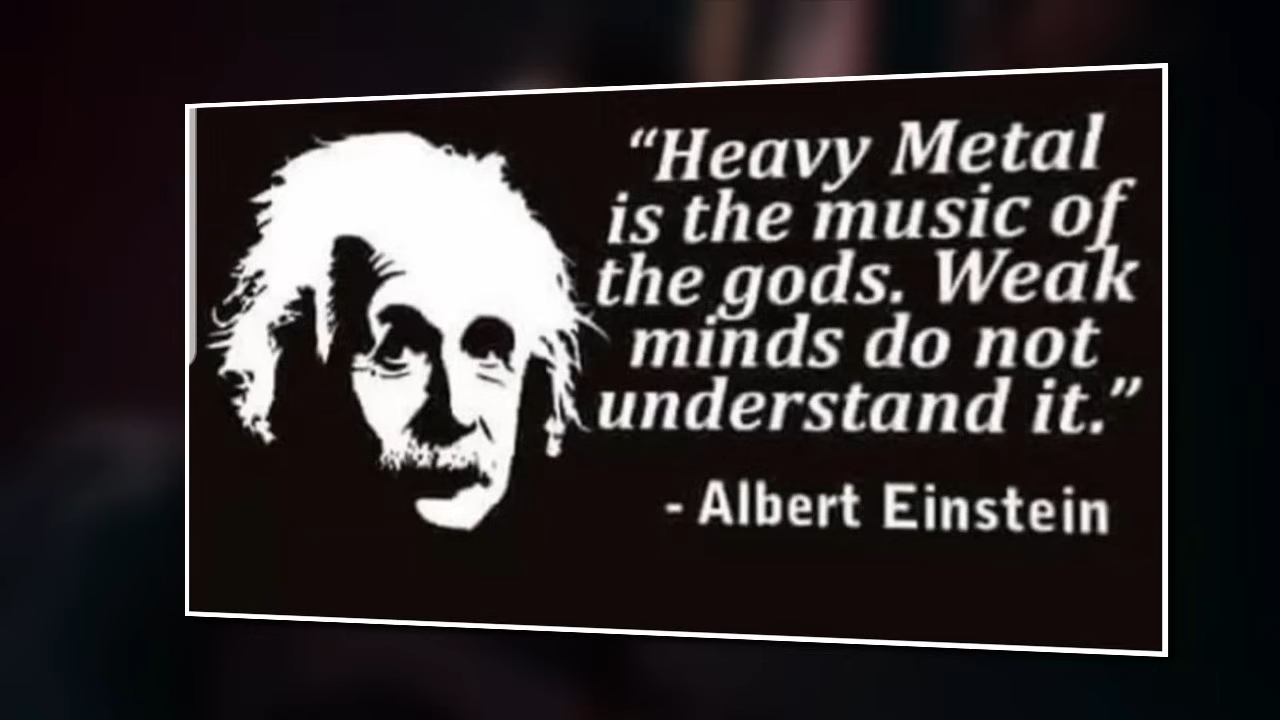 “Heavy Metal
is the music of
the gods. Weak
minds do not
understand it.”
- Albert Einstein